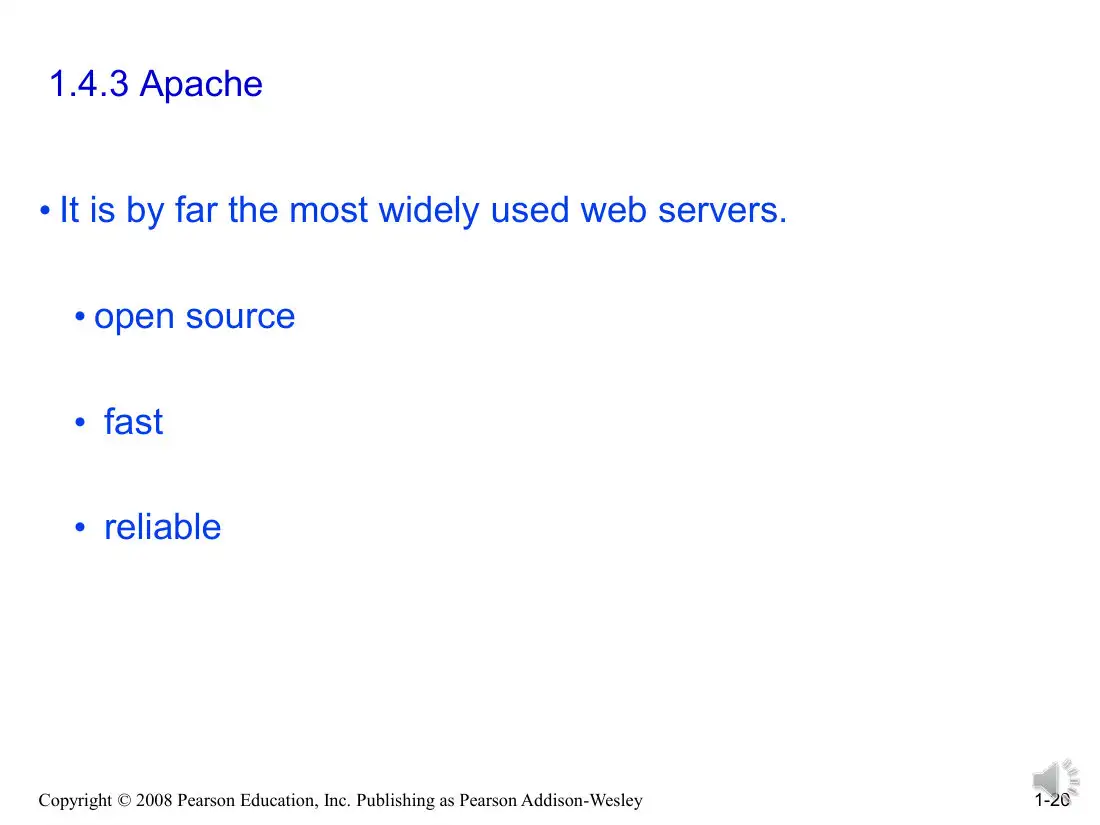 1.4.3 Apache
• It is by far the most widely used web servers.
• open source
• fast
• reliable
Copyright © 2008 Pearson Education, Inc. Publishing as Pearson Addison-Wesley
1-20